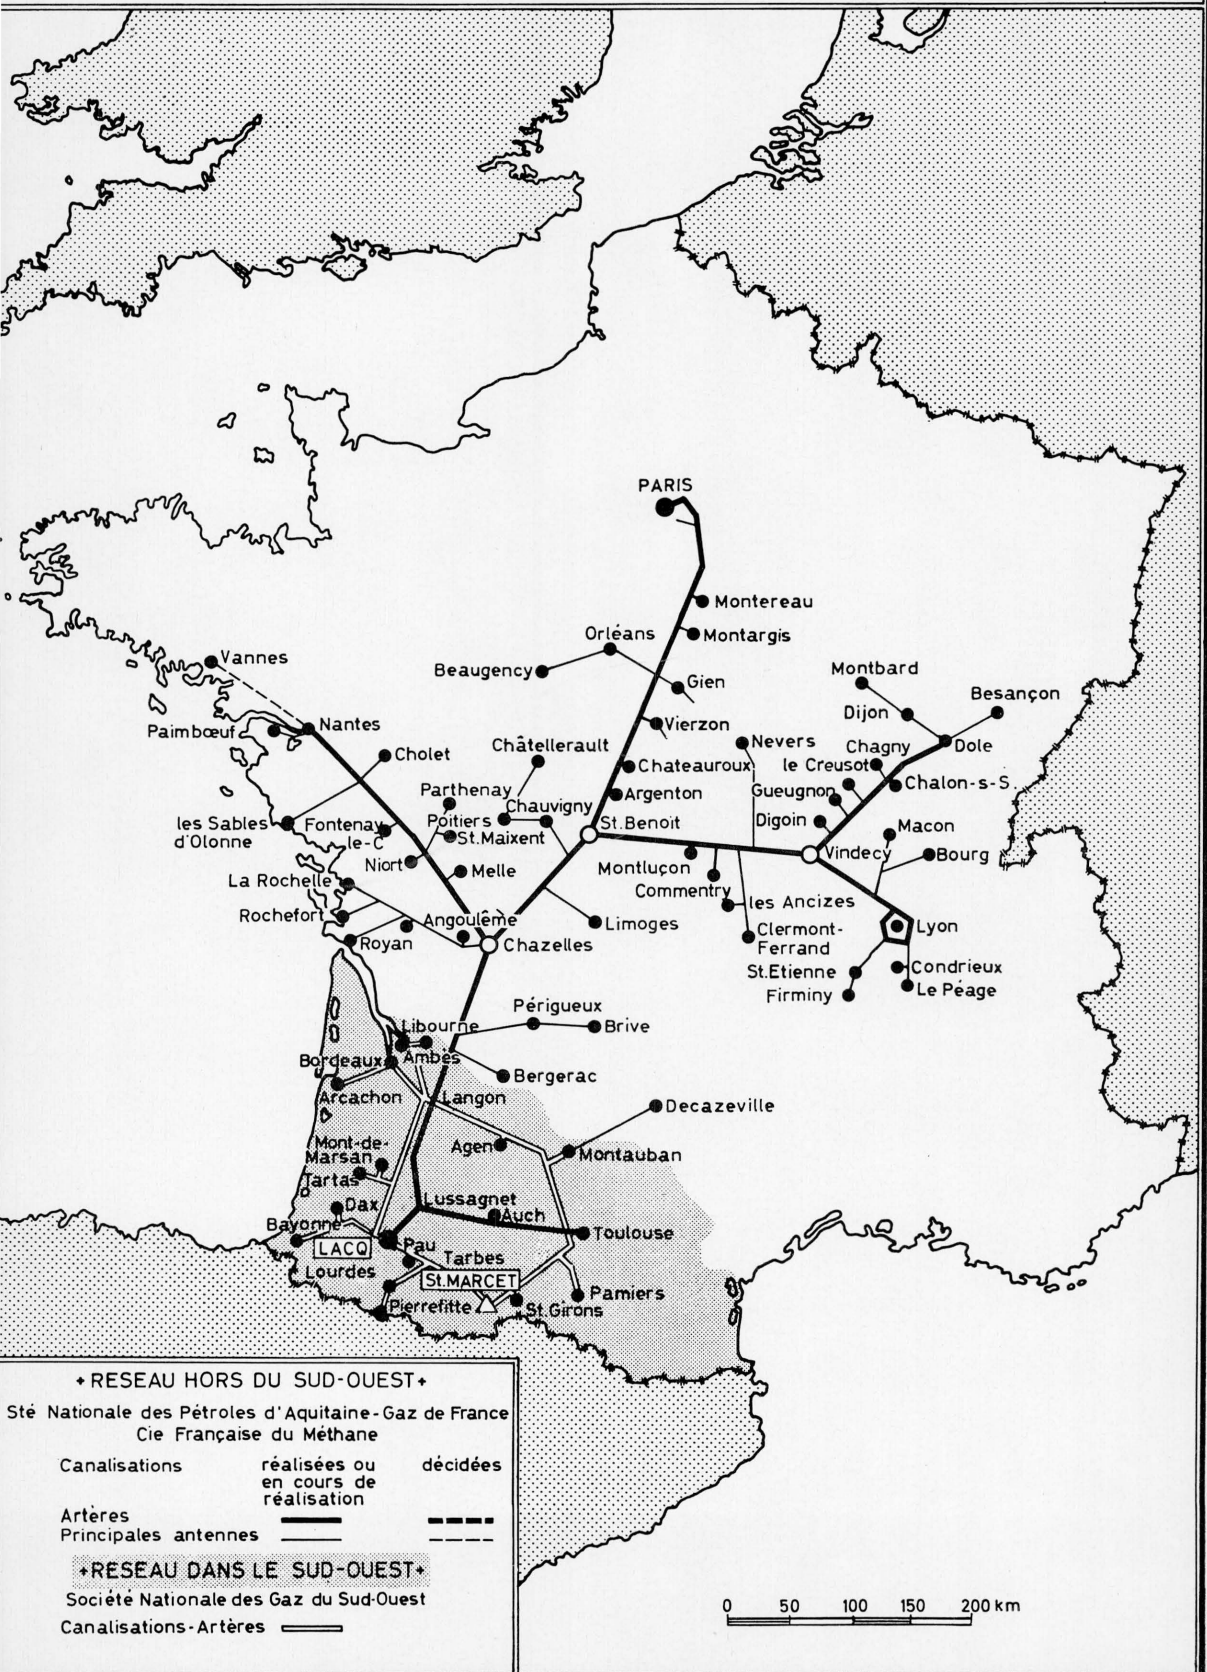 PARIS
Montereau
Montargis
Orléans
Beaugency
Gien
Vierzon
Vannes
Nantes
Paimbœuf
Cholet
Châtellerault
Chateauroux
Argenton
Parthenay
Chauvigny
Poitiers
St.Maixent
St.Benoit
les Sables
d'Olonne
Fontenay
le-C
Niort
Melle
La Rochelle
Rochefort
Royan
Angoulême
Chazelles
Limoges
Montbard
Besançon
Dijon
Dole
Nevers
Chagny
le Creusot
Chalon-s-S
Gueugnon
Digoin
Macon
Vindecy
Bourg
Montluçon
Commentry
les Ancizes
Clermont-
Ferrand
Lyon
St.Etienne
Condrieux
Firminy
Le Péage
Périgueux
Brive
Libourne
Ambès
Bordeaux
Arcachon
Bergerac
Langon
Decazeville
Agen
Montauban
Mont-de-
Marsan
Tartas
Dax
Lussagnet
Auch
Toulouse
Bayonne
LACQ
Pau
Tarbes
Lourdes
St.MARCET
Pierrefitte
St.Girons
Pamiers
+RESEAU HORS DU SUD-OUEST+
Sté Nationale des Pétroles d'Aquitaine-Gaz de France
Cie Française du Méthane
Canalisations réalisées ou décidées
en cours de
réalisation
Artères
Principales antennes
+RESEAU DANS LE SUD-OUEST+
Société Nationale des Gaz du Sud-Ouest
Canalisations-Artères
0 50 100 150 200 km